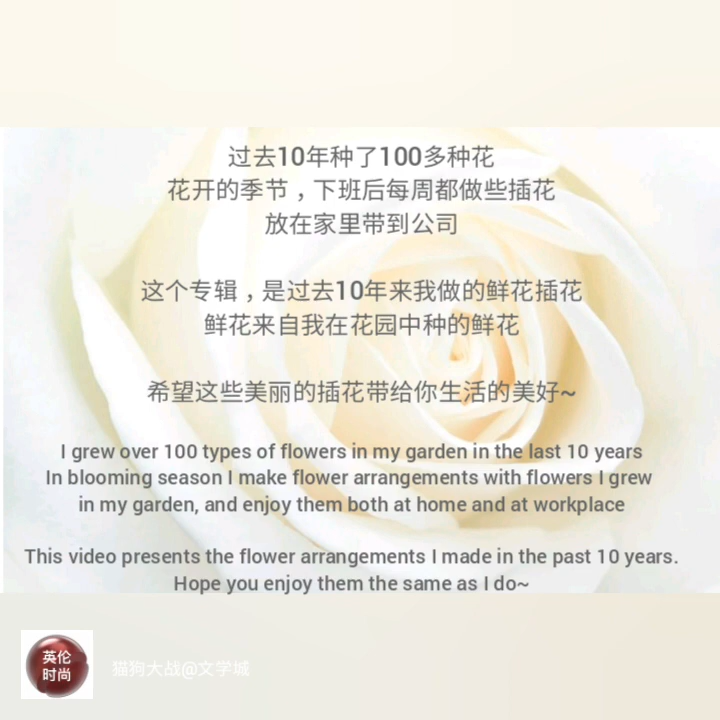 过去10年种了100多种花
花开的季节，下班后每周都做些插花
放在家里带到公司
这个专辑，是过去10年来我做的鲜花插花
鲜花来自我在花园中种的鲜花
希望这些美丽的插花带给你生活的美好~
I grew over 100 types of flowers in my garden in the last 10 years
In blooming season I make flower arrangements with flowers I grew
in my garden, and enjoy them both at home and at workplace
This video presents the flower arrangements I made in the past 10 years.
Hope you enjoy them the same as I do~
英伦
时尚
猫狗大战@文学城